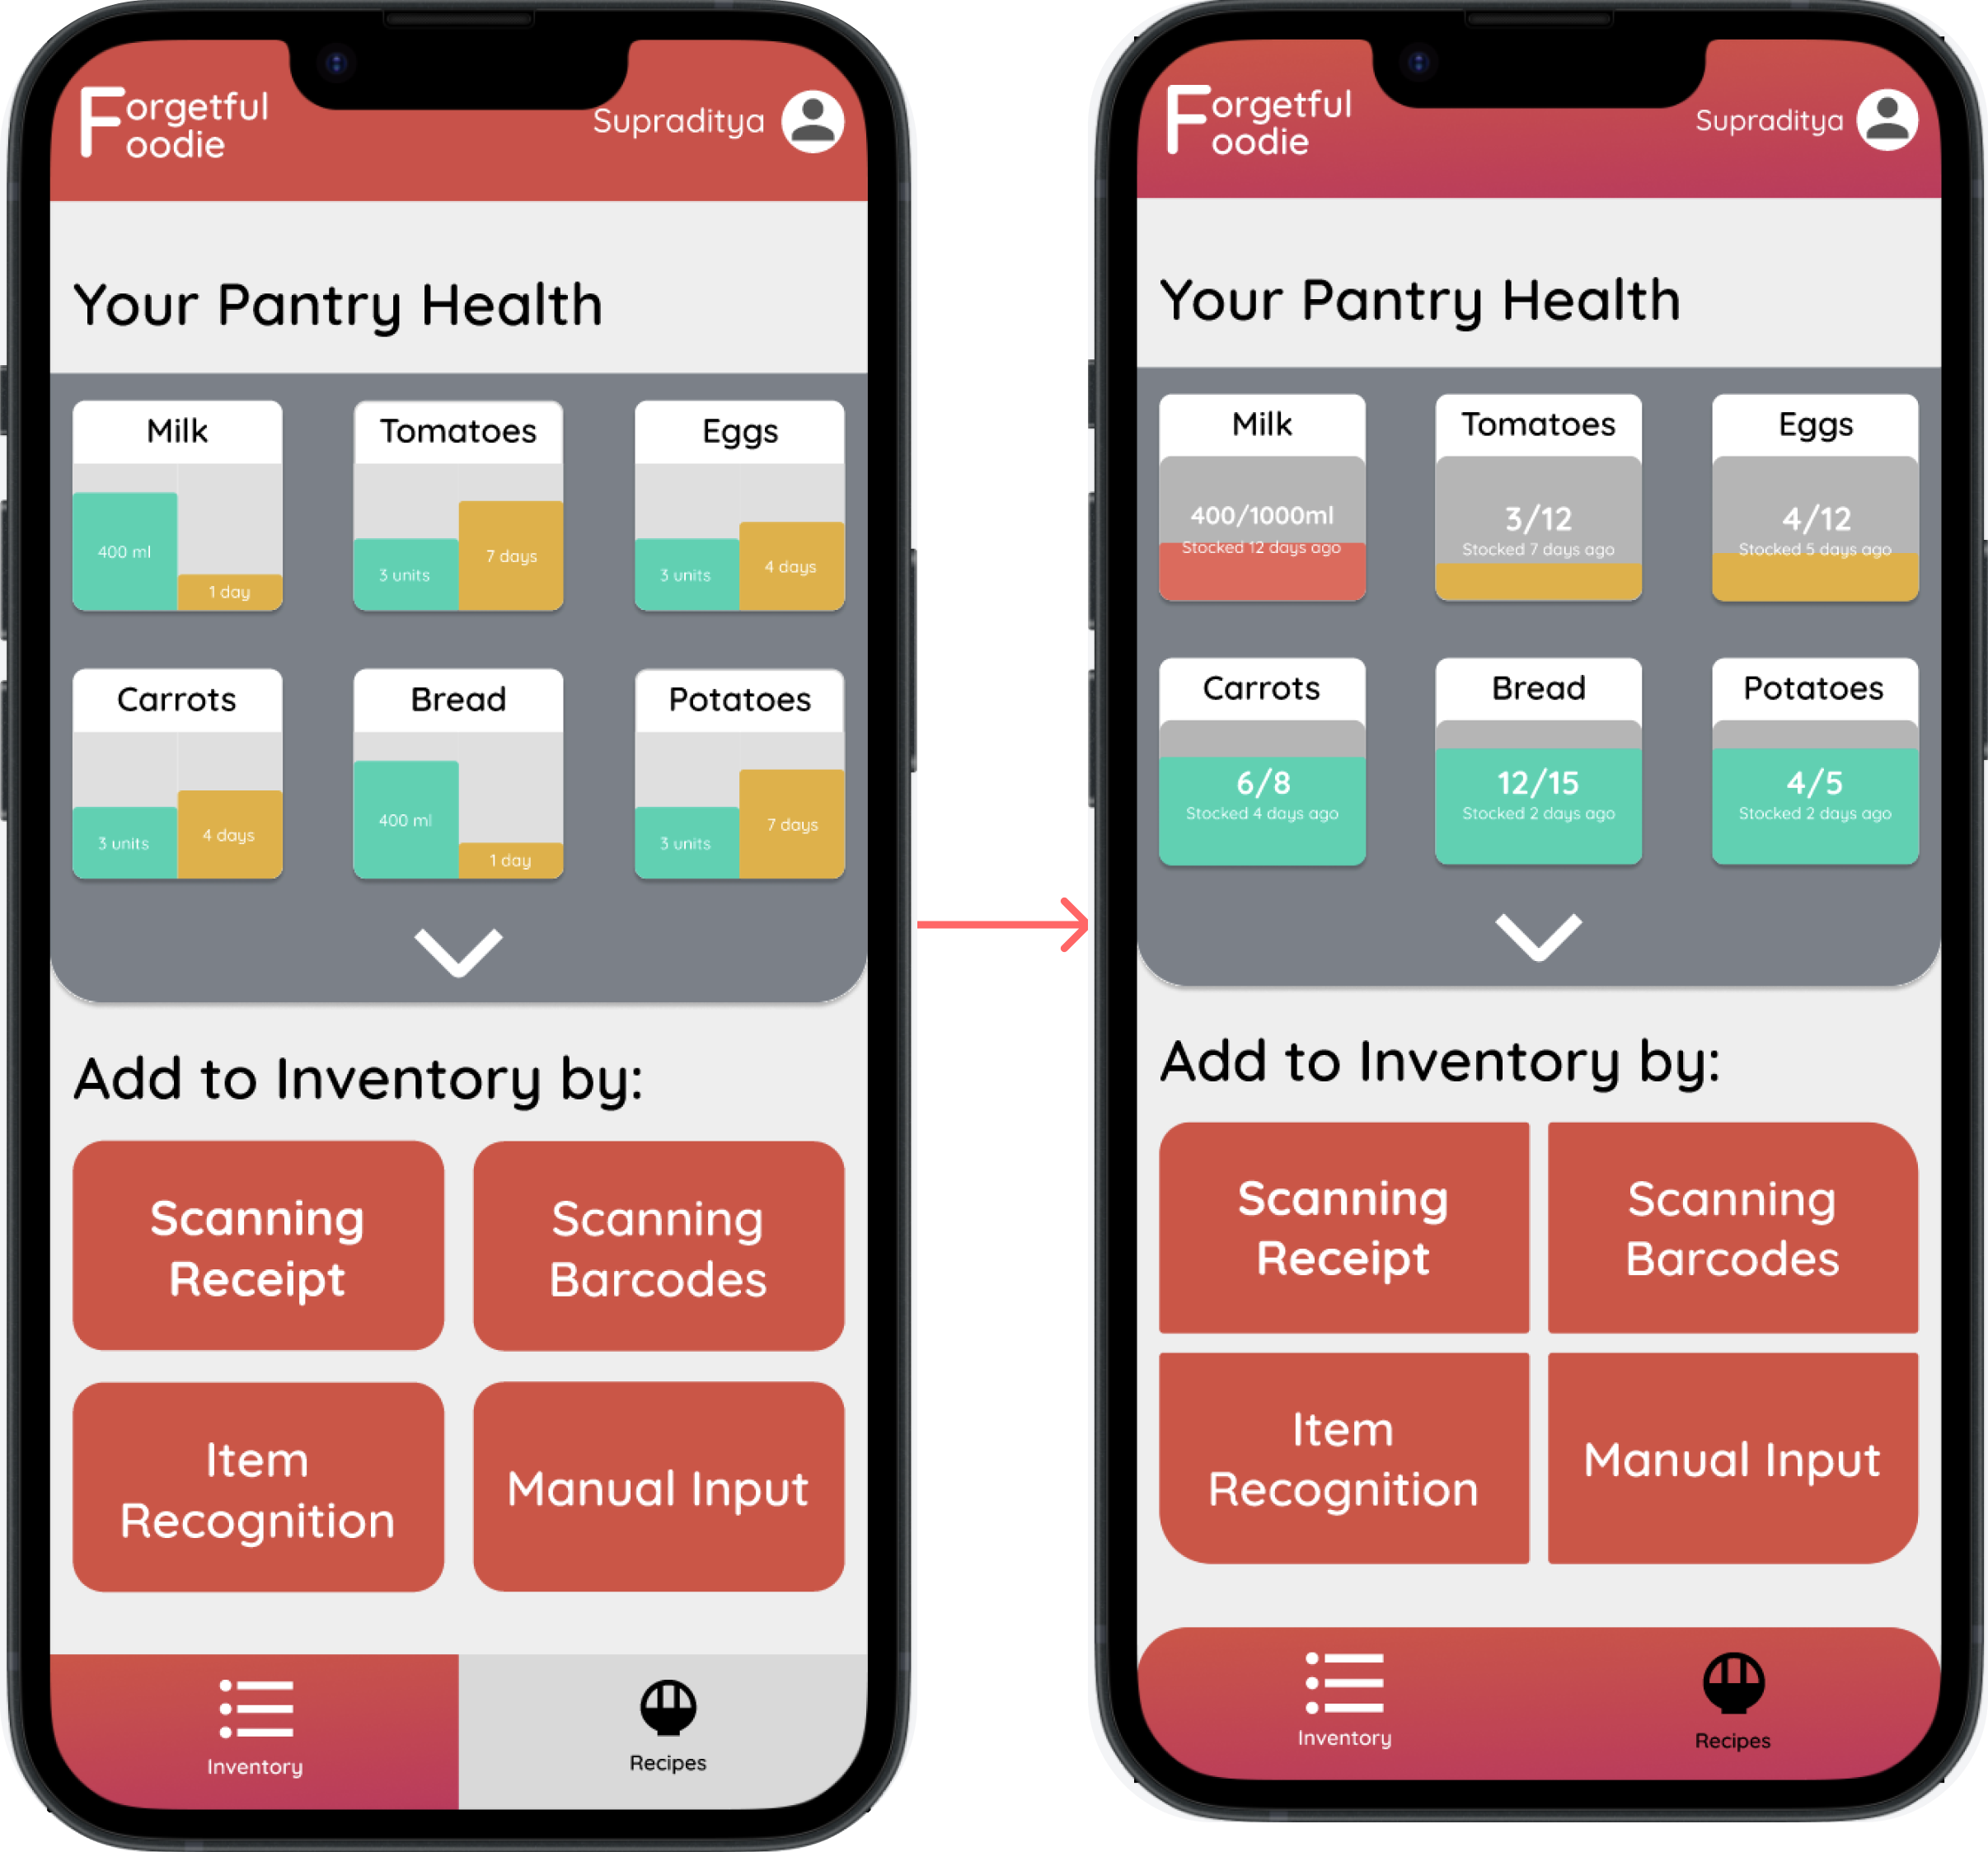 Forgetful
Foodie
Supraditya
Your Pantry Health
Milk
Tomatoes
Eggs
400 ml
1 day
3 units
7 days
3 units
4 days
Carrots
Bread
Potatoes
3 units
4 days
400 ml
1 day
3 units
7 days
Add to Inventory by:
Scanning
Receipt
Scanning
Barcodes
Item
Recognition
Manual Input
Inventory
Recipes
Forgetful
Foodie
Supraditya
Your Pantry Health
Milk
Tomatoes
Eggs
400/1000ml
Stocked 12 days ago
3/12
Stocked 7 days ago
4/12
Stocked 5 days ago
Carrots
Bread
Potatoes
6/8
Stocked 4 days ago
12/15
Stocked 2 days ago
4/5
Stocked 2 days ago
Add to Inventory by:
Scanning
Receipt
Scanning
Barcodes
Item
Recognition
Manual Input
Inventory
Recipes